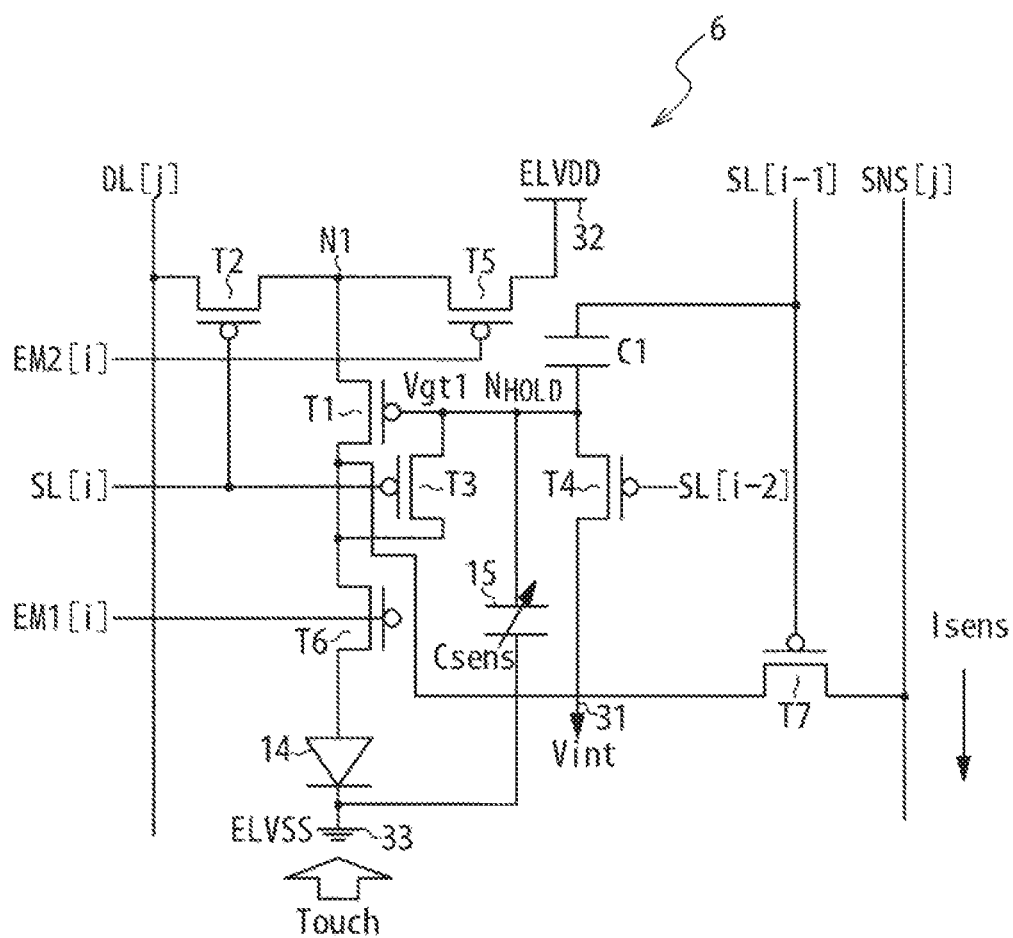 6
DL[j]
ELVDD
SL[i-1]
SNS[j]
32
N1
T2
T5
EM2[i]
C1
Vgt1
NHOLD
T1
SL[i]
T3
T4
SL[i-2]
15
EM1[i]
T6
Csens
Isens
31
T7
14
Vint
ELVSS
33
Touch